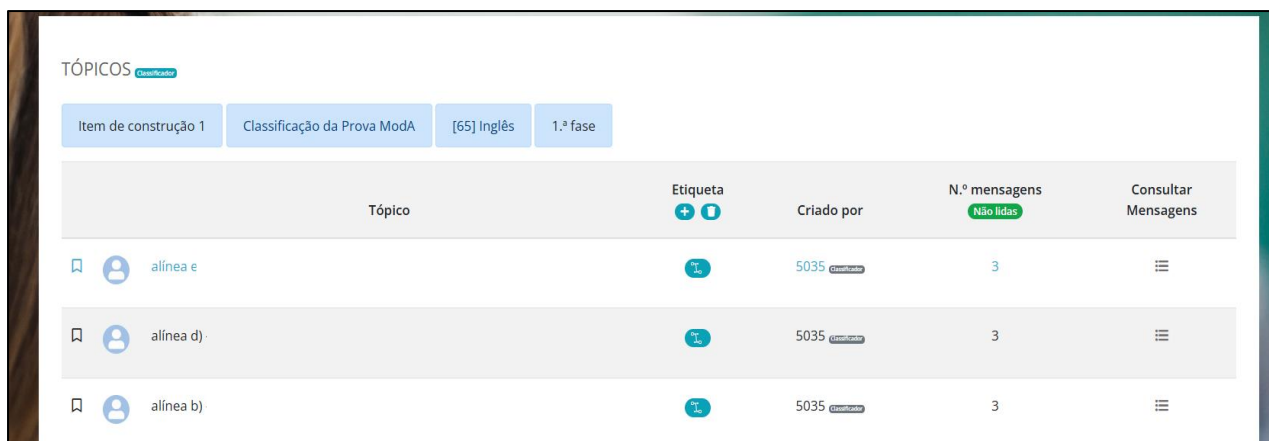 TÓPICOS Classificador
Item de construção 1 Classificação da Prova ModA [65] Inglês 1.ª fase
Tópico Etiqueta Criado por N.º mensagens Não lidas Consultar Mensagens
alínea e 5035 Classificador 3
alínea d) 5035 Classificador 3
alínea b) 5035 Classificador 3